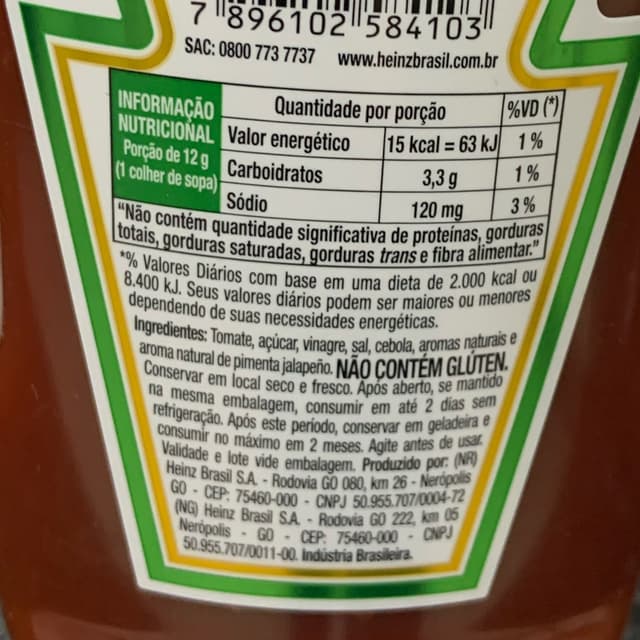 7 896102 584103
SAC: 0800 773 7737 www.heinzbrasil.com.br
INFORMAÇÃO
NUTRICIONAL
Porção de 12 g
(1 colher de sopa)
Quantidade por porção %VD (*)
Valor energético 15 kcal = 63 kJ 1 %
Carboidratos 3,3 g 1 %
Sódio 120 mg 3 %
"Não contém quantidade significativa de proteínas, gorduras
totais, gorduras saturadas, gorduras trans e fibra alimentar."
*% Valores Diários com base em uma dieta de 2.000 kcal ou
8.400 kJ. Seus valores diários podem ser maiores ou menores
dependendo de suas necessidades energéticas.
Ingredientes: Tomate, açúcar, vinagre, sal, cebola, aromas naturais e
aroma natural de pimenta jalapeño. NÃO CONTÉM GLÚTEN.
Conservar em local seco e fresco. Após aberto, se mantido
na mesma embalagem, consumir em até 2 dias sem
refrigeração. Após este período, conservar em geladeira e
consumir no máximo em 2 meses. Agite antes de usar.
Validade e lote vide embalagem. Produzido por: (NR)
Heinz Brasil S.A. - Rodovia GO 080, km 26 - Nerópolis
GO - CEP: 75460-000 - CNPJ 50.955.707/0004-72
(NG) Heinz Brasil S.A. - Rodovia GO 222, km 05
Nerópolis - GO - CEP: 75460-000 - CNPJ
50.955.707/0011-00. Indústria Brasileira.